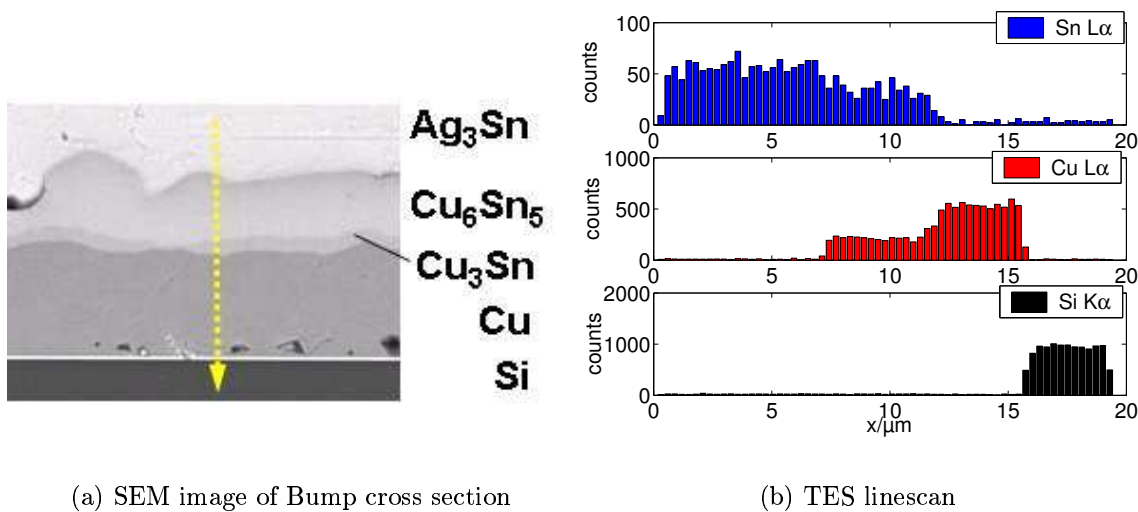 Ag₃Sn
Cu₆Sn₅
Cu₃Sn
Cu
Si
(a) SEM image of Bump cross section
100
50
0
counts
Sn Lα
0 5 10 15 20
1000
500
0
counts
Cu Lα
0 5 10 15 20
2000
1000
0
counts
Si Kα
0 5 10 15 20
x/μm
(b) TES linescan